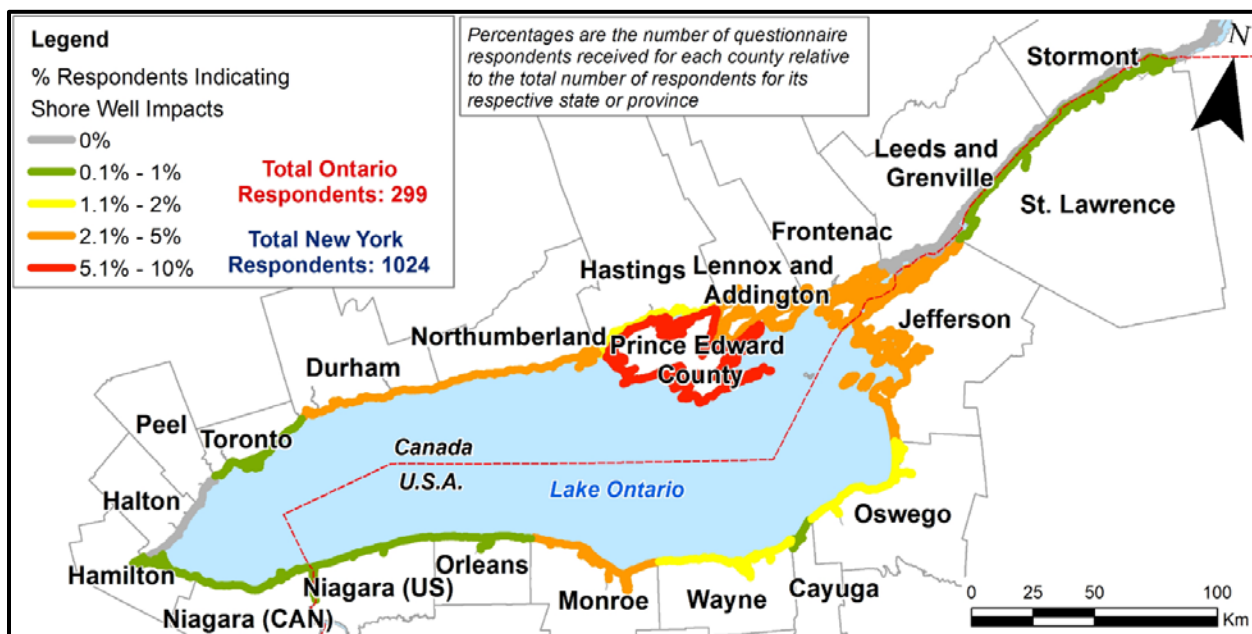 Legend
% Respondents Indicating
Shore Well Impacts
0%
0.1% - 1%
1.1% - 2%
2.1% - 5%
5.1% - 10%
Total Ontario
Respondents: 299
Total New York
Respondents: 1024
Percentages are the number of questionnaire
respondents received for each county relative
to the total number of respondents for its
respective state or province
N
Stormont
Leeds and
Grenville
St. Lawrence
Frontenac
Hastings
Lennox and
Addington
Jefferson
Northumberland
Prince Edward
County
Durham
Peel
Toronto
Canada
U.S.A.
Lake Ontario
Halton
Oswego
Hamilton
Niagara (CAN)
Niagara (US)
Orleans
Monroe
Wayne
Cayuga
0 25 50 100
Km